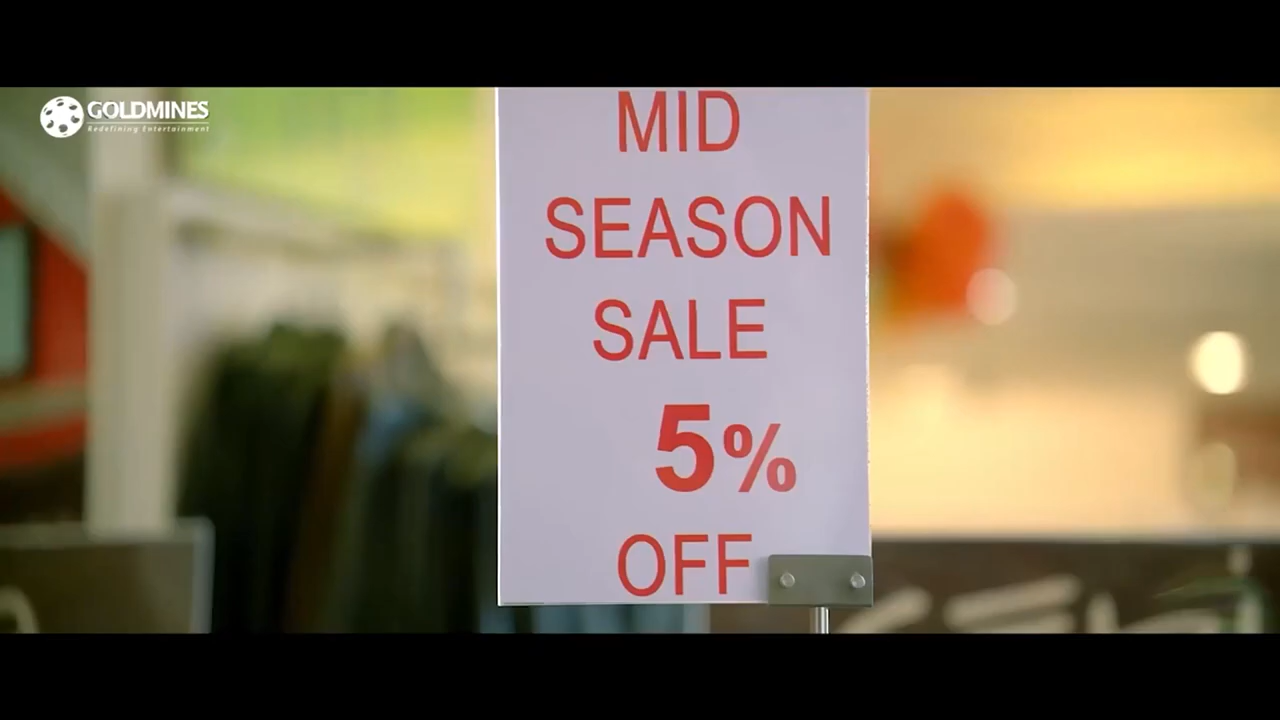 GOLDMINES
Redefining Entertainment
MID
SEASON
SALE
5%
OFF